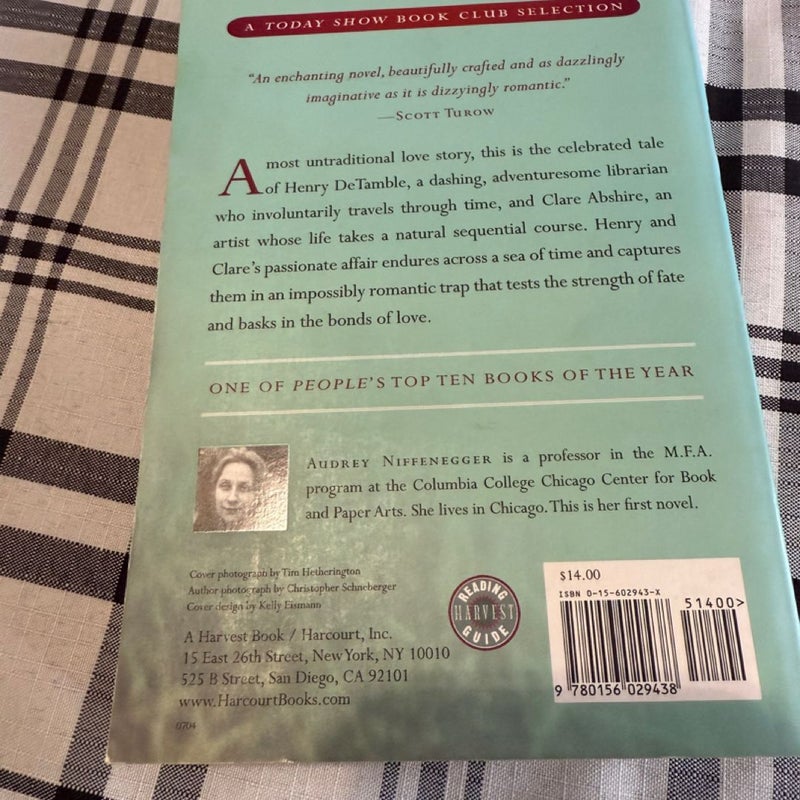 A TODAY SHOW BOOK CLUB SELECTION
“An enchanting novel, beautifully crafted and as dazzlingly
imaginative as it is dizzyingly romantic.”
—SCOTT TUROW
A most untraditional love story, this is the celebrated tale
of Henry DeTamble, a dashing, adventuresome librarian
who involuntarily travels through time, and Clare Abshire, an
artist whose life takes a natural sequential course. Henry and
Clare’s passionate affair endures across a sea of time and captures
them in an impossibly romantic trap that tests the strength of fate
and basks in the bonds of love.
ONE OF PEOPLE’S TOP TEN BOOKS OF THE YEAR
AUDREY NIFFENEGGER is a professor in the M.F.A.
program at the Columbia College Chicago Center for Book
and Paper Arts. She lives in Chicago. This is her first novel.
Cover photograph by Tim Hetherington
Author photograph by Christopher Schneberger
Cover design by Kelly Eismann
A Harvest Book / Harcourt, Inc.
15 East 26th Street, New York, NY 10010
525 B Street, San Diego, CA 92101
www.HarcourtBooks.com
0704
READING
HARVEST
GUIDE
$14.00
ISBN 0-15-602943-X
51400>
9 780156 029438